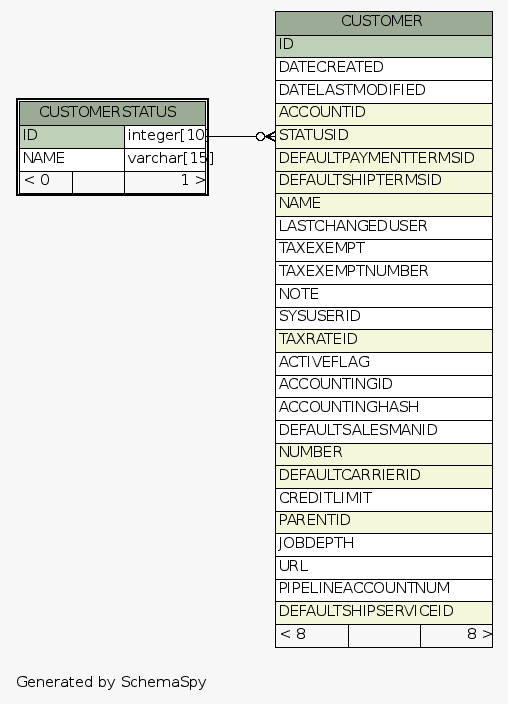 CUSTOMERSTATUS
ID integer[10]
NAME varchar[15]
< 0 1 >
CUSTOMER
ID
DATECREATED
DATELASTMODIFIED
ACCOUNTID
STATUSID
DEFAULTPAYMENTTERMSID
DEFAULTSHIPTERMSID
NAME
LASTCHANGEDUSER
TAXEXEMPT
TAXEXEMPTNUMBER
NOTE
SYSUSERID
TAXRATEID
ACTIVEFLAG
ACCOUNTINGID
ACCOUNTINGHASH
DEFAULTSALESMANID
NUMBER
DEFAULTCARRIERID
CREDITLIMIT
PARENTID
JOBDEPTH
URL
PIPELINEACCOUNTNUM
DEFAULTSHIPSERVICEID
< 8 8 >
Generated by SchemaSpy